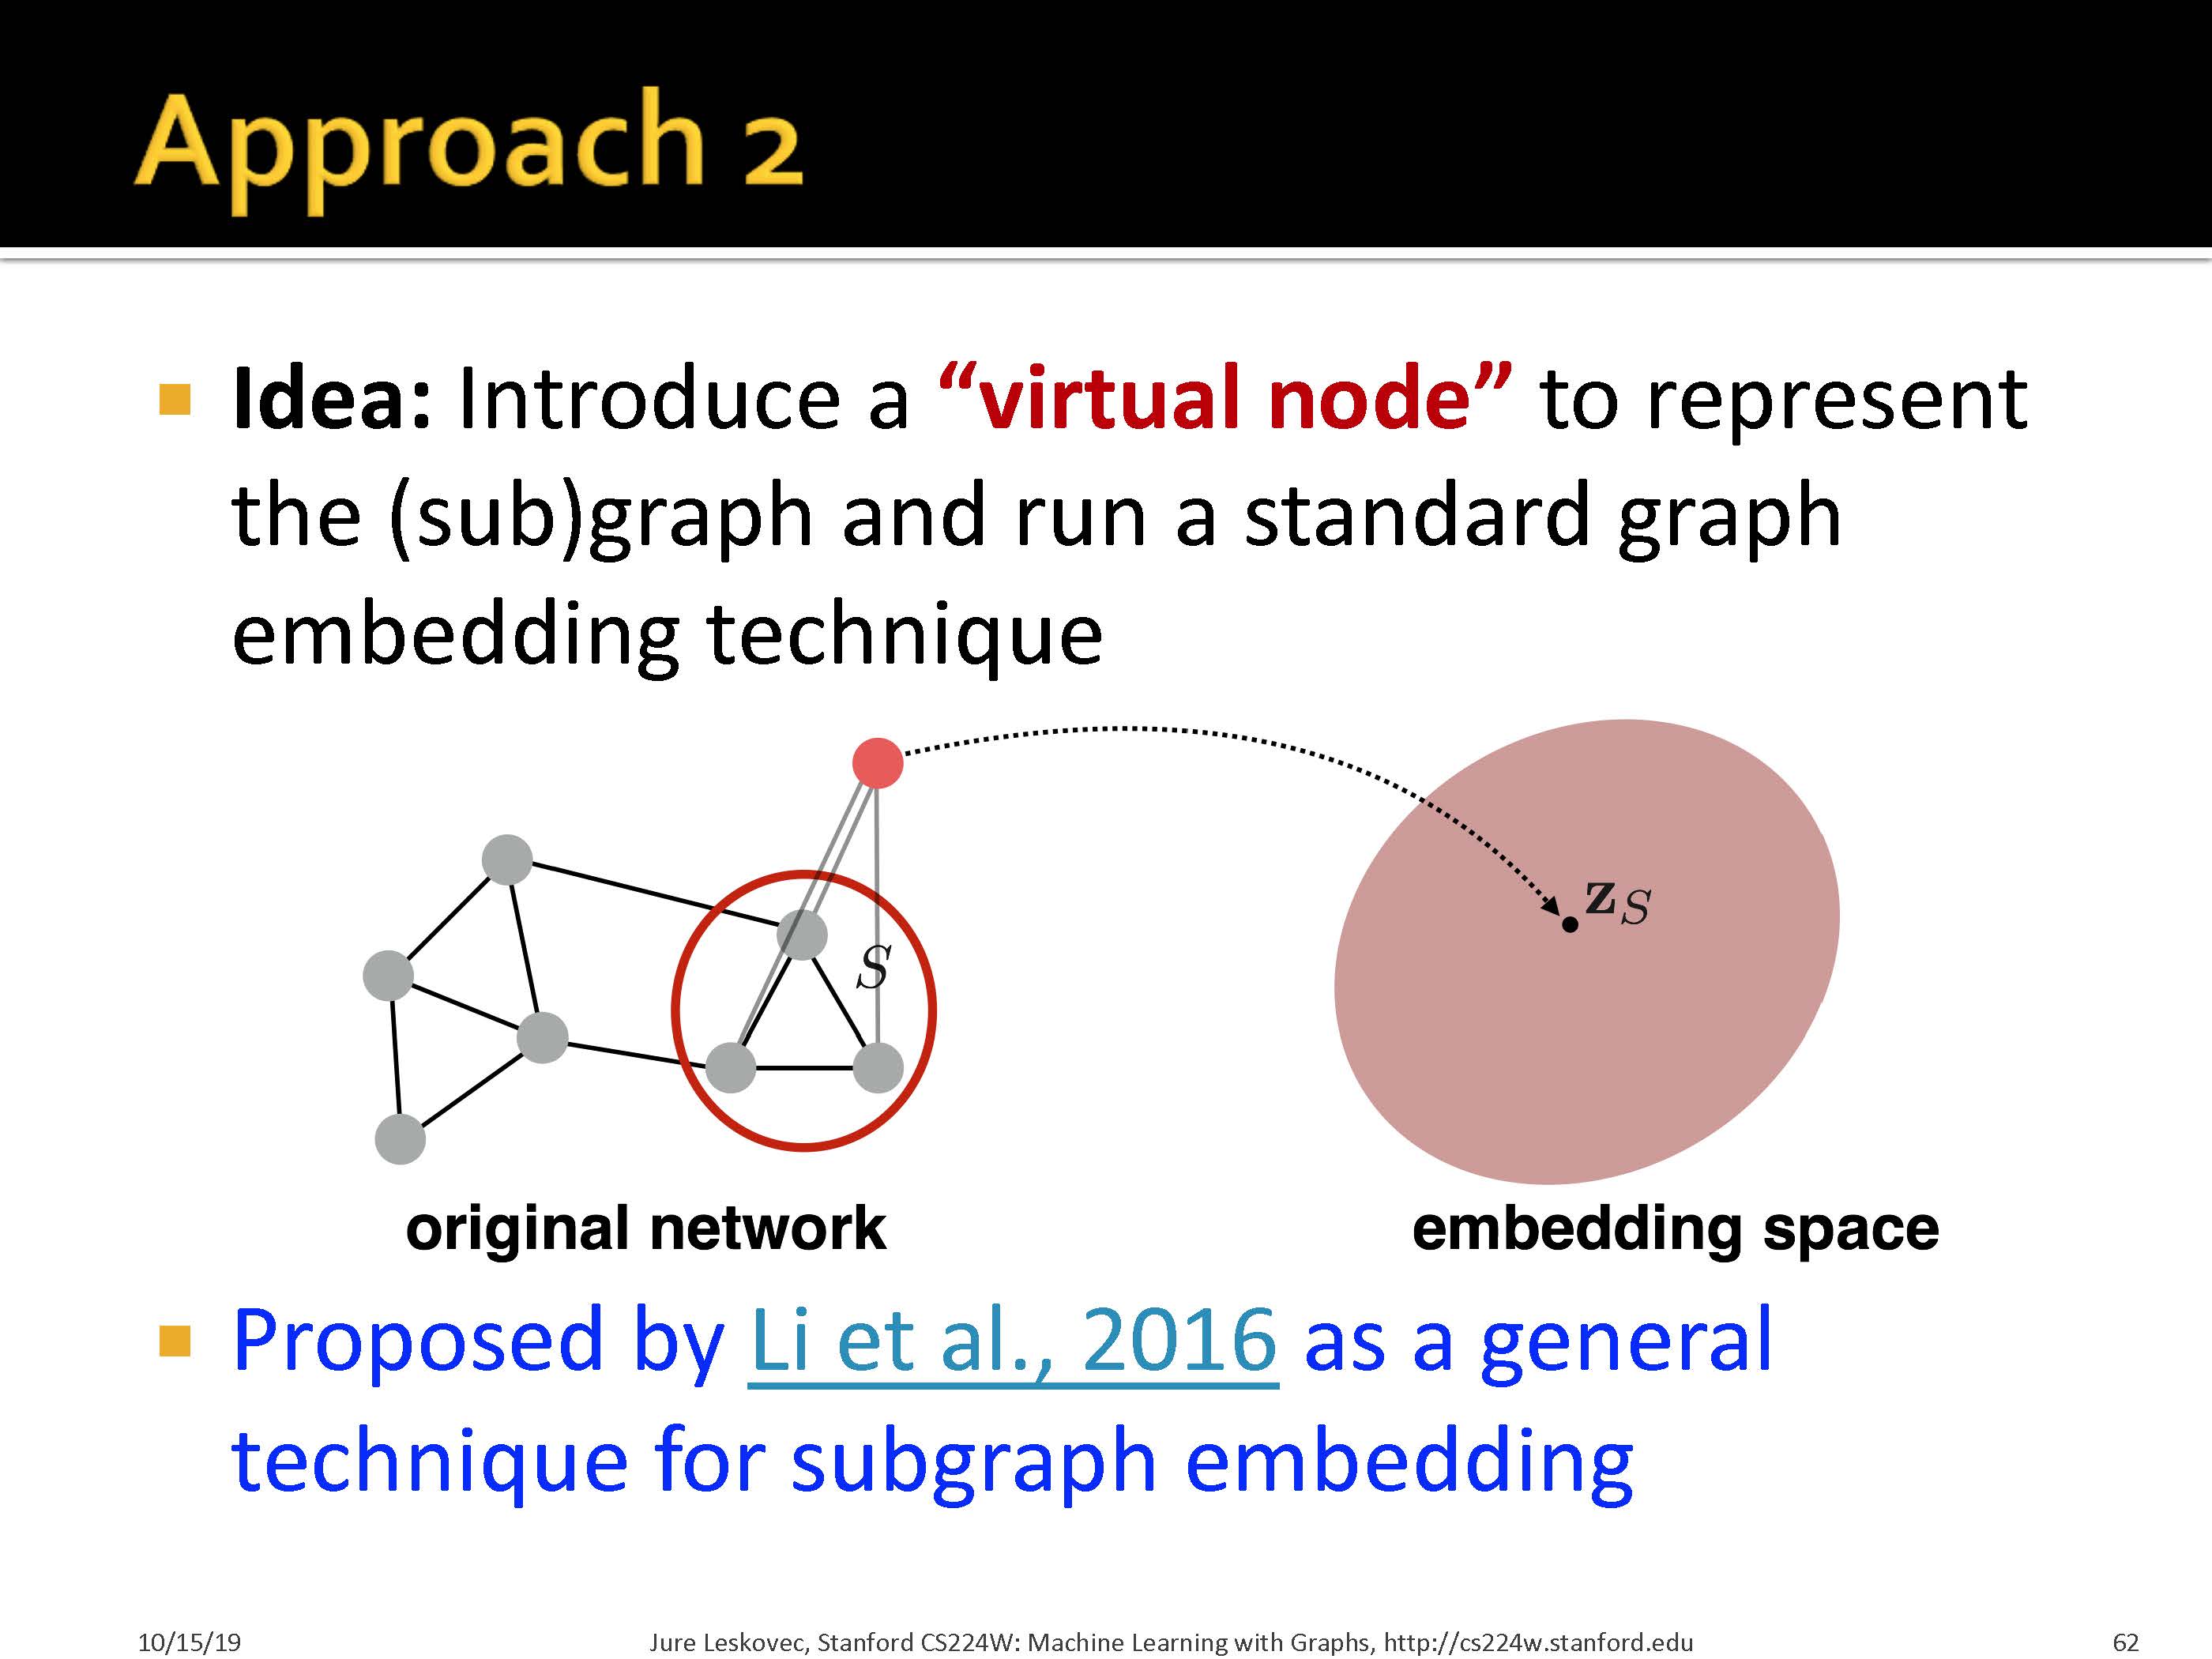 Approach 2
Idea: Introduce a “virtual node” to represent
the (sub)graph and run a standard graph
embedding technique
z_S
S
original network
embedding space
Proposed by Li et al., 2016 as a general
technique for subgraph embedding
10/15/19
Jure Leskovec, Stanford CS224W: Machine Learning with Graphs, http://cs224w.stanford.edu
62